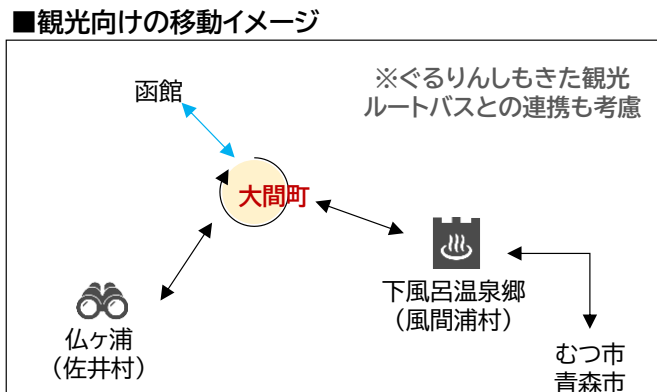 ■観光向けの移動イメージ
※ぐるりんしもきた観光
ルートバスとの連携も考慮
函館
大間町
下風呂温泉郷
（風間浦村）
仏ヶ浦
（佐井村）
むつ市
青森市